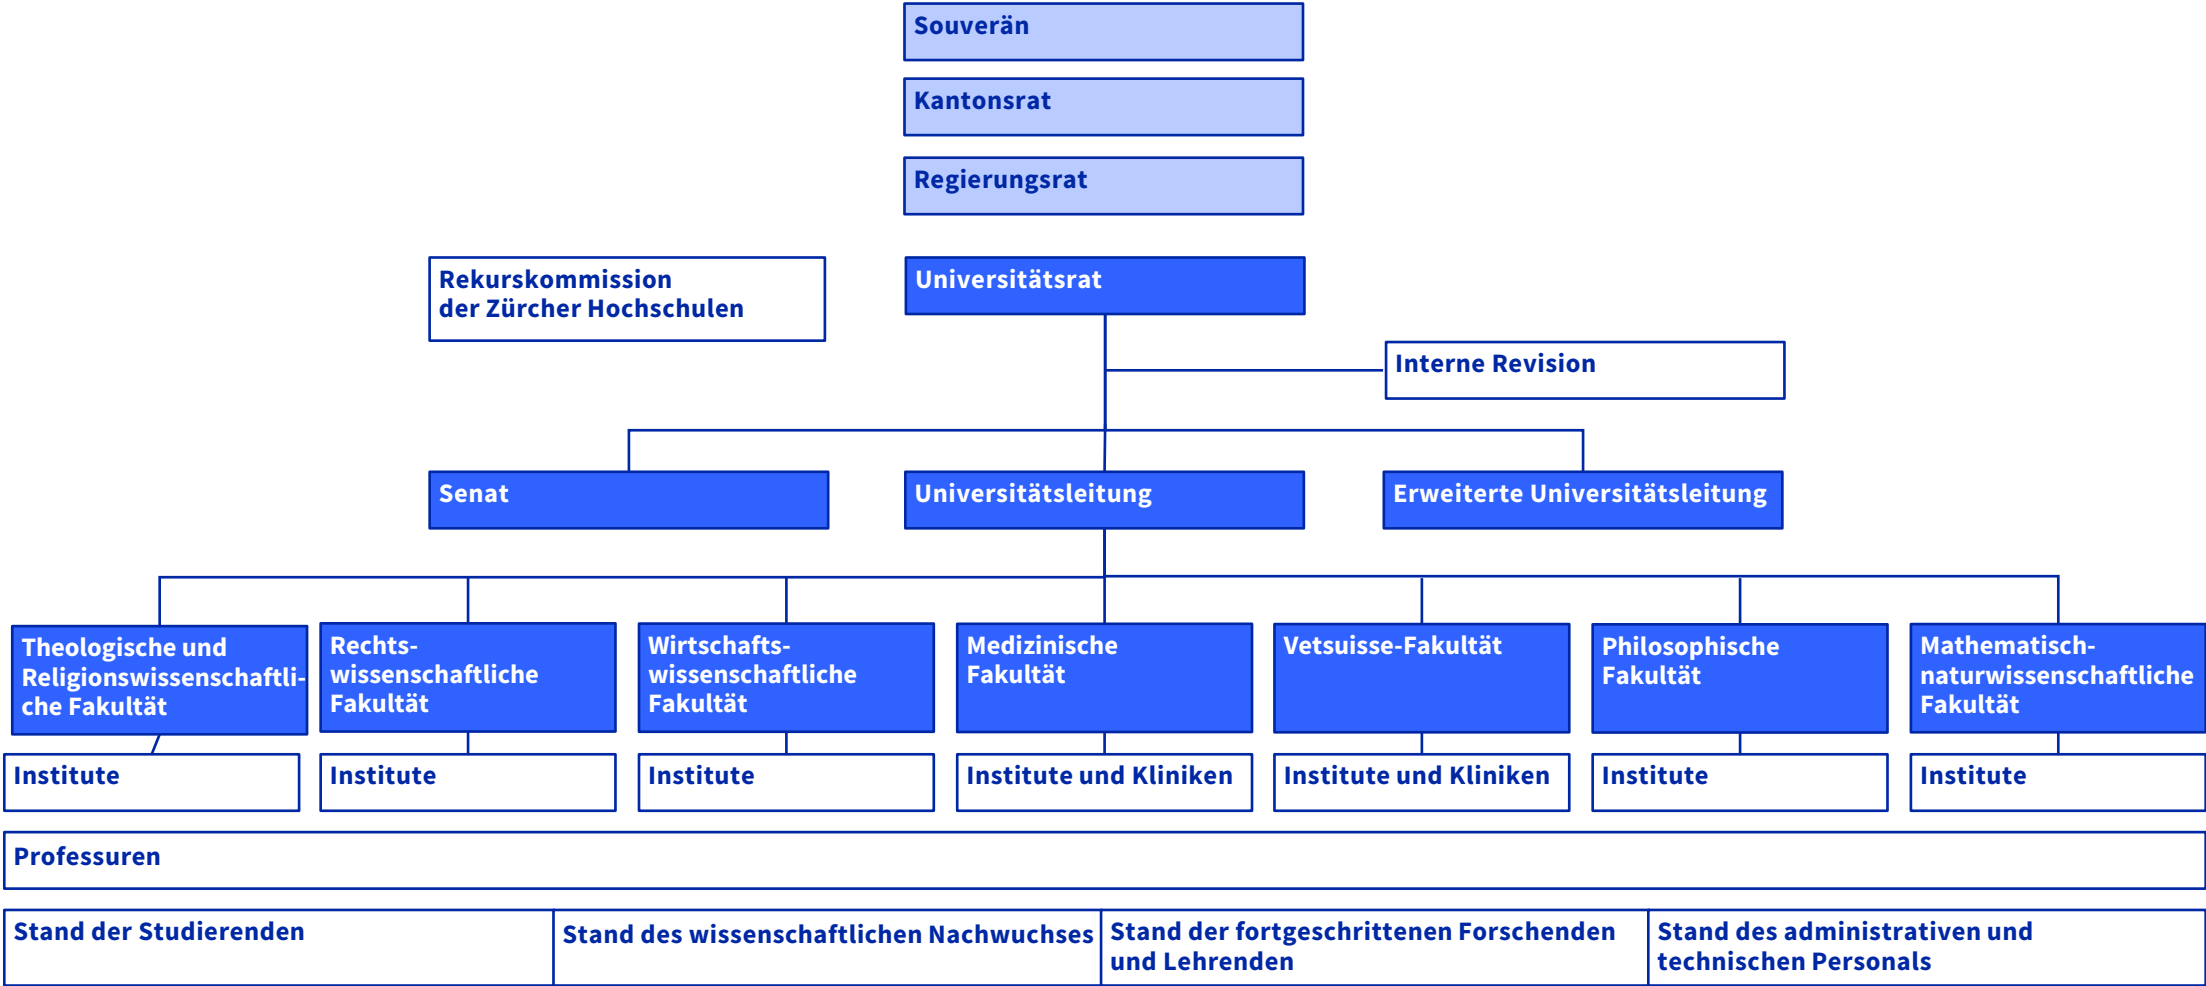 Souverän
Kantonsrat
Regierungsrat
Rekurskommission
der Zürcher Hochschulen
Universitätsrat
Interne Revision
Senat
Universitätsleitung
Erweiterte Universitätsleitung
Theologische und
Religionswissenschaftli-
che Fakultät
Rechts-
wissenschaftliche
Fakultät
Wirtschafts-
wissenschaftliche
Fakultät
Medizinische
Fakultät
Vetsuisse-Fakultät
Philosophische
Fakultät
Mathematisch-
naturwissenschaftliche
Fakultät
Institute
Institute
Institute
Institute und Kliniken
Institute und Kliniken
Institute
Institute
Professuren
Stand der Studierenden
Stand des wissenschaftlichen Nachwuchses
Stand der fortgeschrittenen Forschenden
und Lehrenden
Stand des administrativen und
technischen Personals